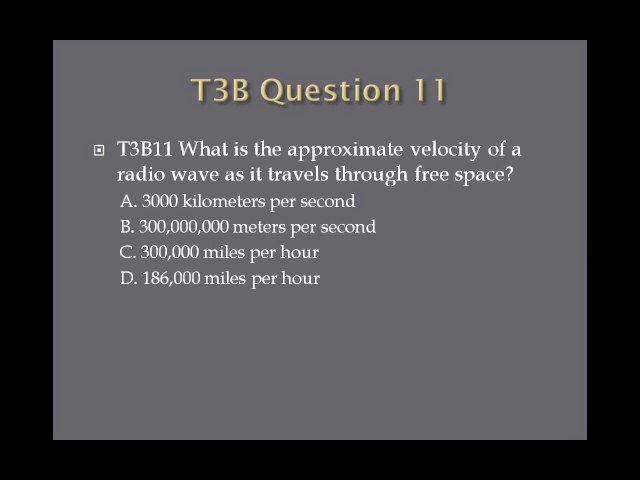 T3B Question 11
T3B11 What is the approximate velocity of a
radio wave as it travels through free space?
A. 3000 kilometers per second
B. 300,000,000 meters per second
C. 300,000 miles per hour
D. 186,000 miles per hour